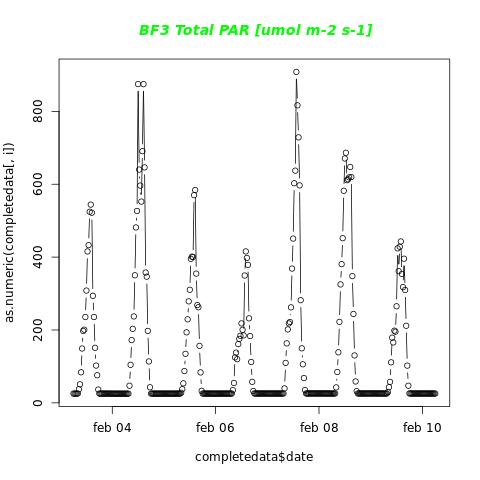 BF3 Total PAR [umol m-2 s-1]
as.numeric(completedata[, i])
800
600
400
200
0
feb 04
feb 06
feb 08
feb 10
completedata$date